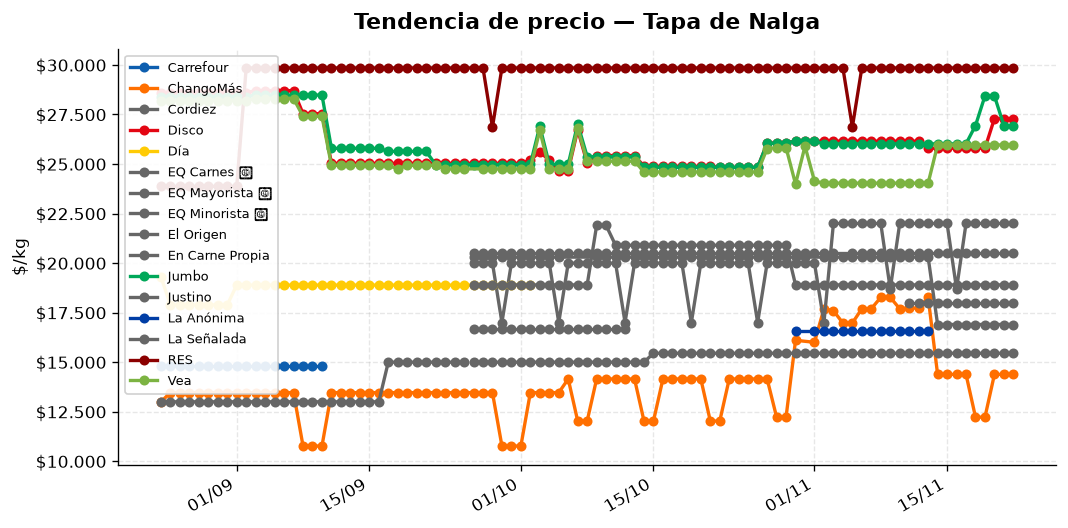 Tendencia de precio — Tapa de Nalga
$30.000
$27.500
$25.000
$22.500
$20.000
$17.500
$15.000
$12.500
$10.000
$/kg
Carrefour
ChangoMás
Cordiez
Disco
Día
EQ Carnes
EQ Mayorista
EQ Minorista
El Origen
En Carne Propia
Jumbo
Justino
La Anónima
La Señalada
RES
Vea
01/09
15/09
01/10
15/10
01/11
15/11